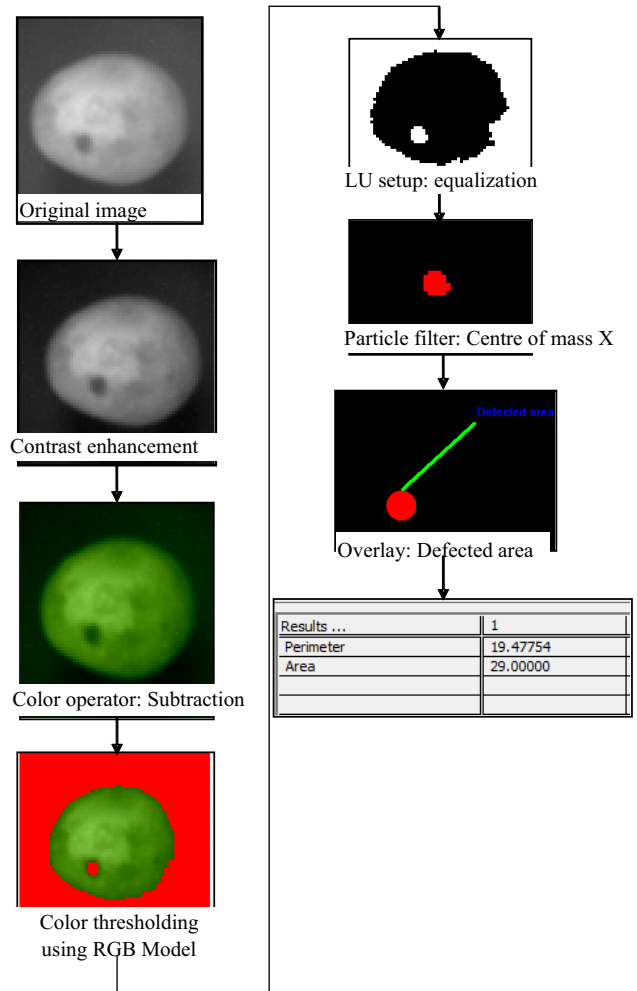 Original image
Contrast enhancement
Color operator: Subtraction
Color thresholding
using RGB Model
LU setup: equalization
Particle filter: Centre of mass X
Defected area
Overlay: Defected area
Results ... 1
Perimeter 19.47754
Area 29.00000